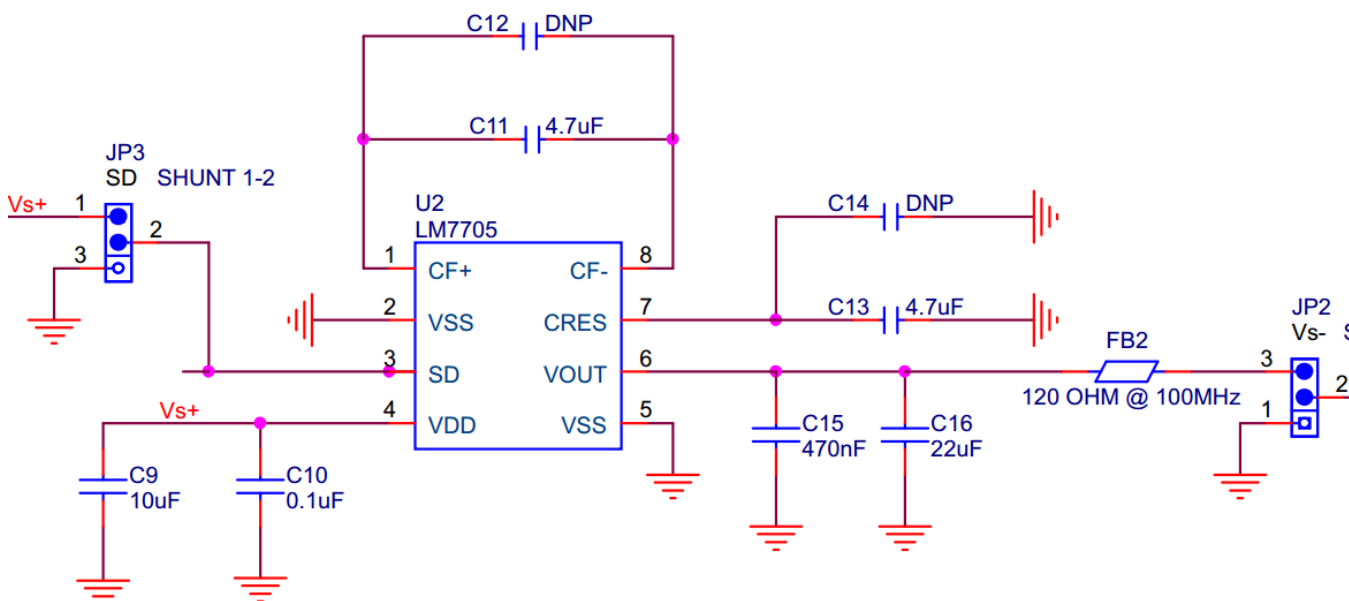 C12 DNP
C11 4.7uF
JP3
SD SHUNT 1-2
Vs+ 1
2
3
U2
LM7705
C14 DNP
1 CF+ CF- 8
2 VSS CRES 7
C13 4.7uF
3 SD VOUT 6
4 VDD VSS 5
Vs+
C9
10uF
C10
0.1uF
C15
470nF
C16
22uF
FB2
120 OHM @ 100MHz
JP2
Vs- S
3
2
1